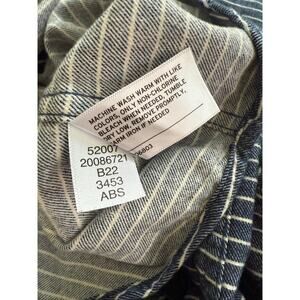 MACHINE WASH WARM WITH LIKE
COLORS, ONLY NON-CHLORINE
BLEACH WHEN NEEDED, TUMBLE
DRY LOW. REMOVE PROMPTLY,
WARM IRON IF NEEDED
52007
20086721
B22
3453
ABS